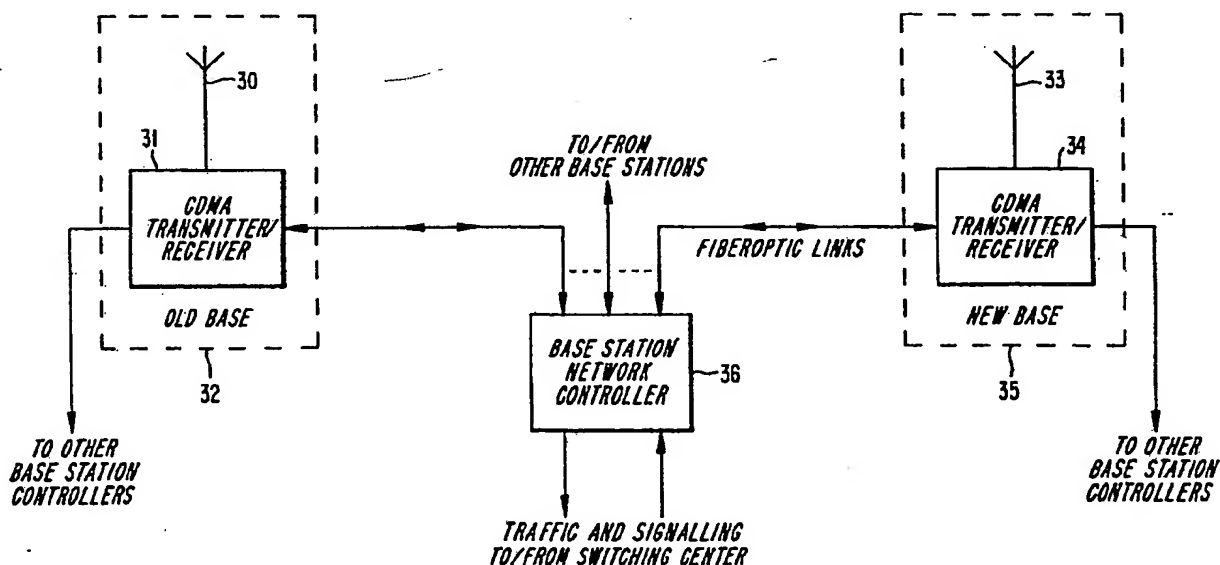 30
33
31
34
TO/FROM
OTHER BASE STATIONS
CDMA
TRANSMITTER/
RECEIVER
CDMA
TRANSMITTER/
RECEIVER
FIBEROPTIC LINKS
OLD BASE
NEW BASE
BASE STATION
NETWORK
CONTROLLER
36
32
35
TO OTHER
BASE STATION
CONTROLLERS
TO OTHER
BASE STATION
CONTROLLERS
TRAFFIC AND SIGNALLING
TO/FROM SWITCHING CENTER